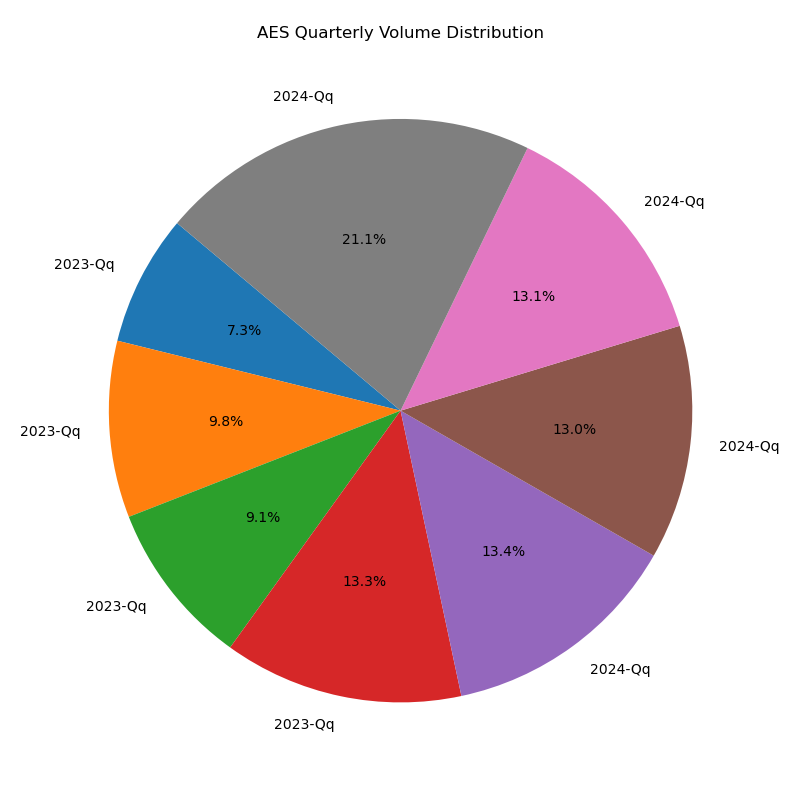 AES Quarterly Volume Distribution
2024-Qq
2024-Qq
21.1%
2023-Qq
13.1%
7.3%
9.8%
13.0%
2023-Qq
2024-Qq
9.1%
13.4%
13.3%
2023-Qq
2024-Qq
2023-Qq